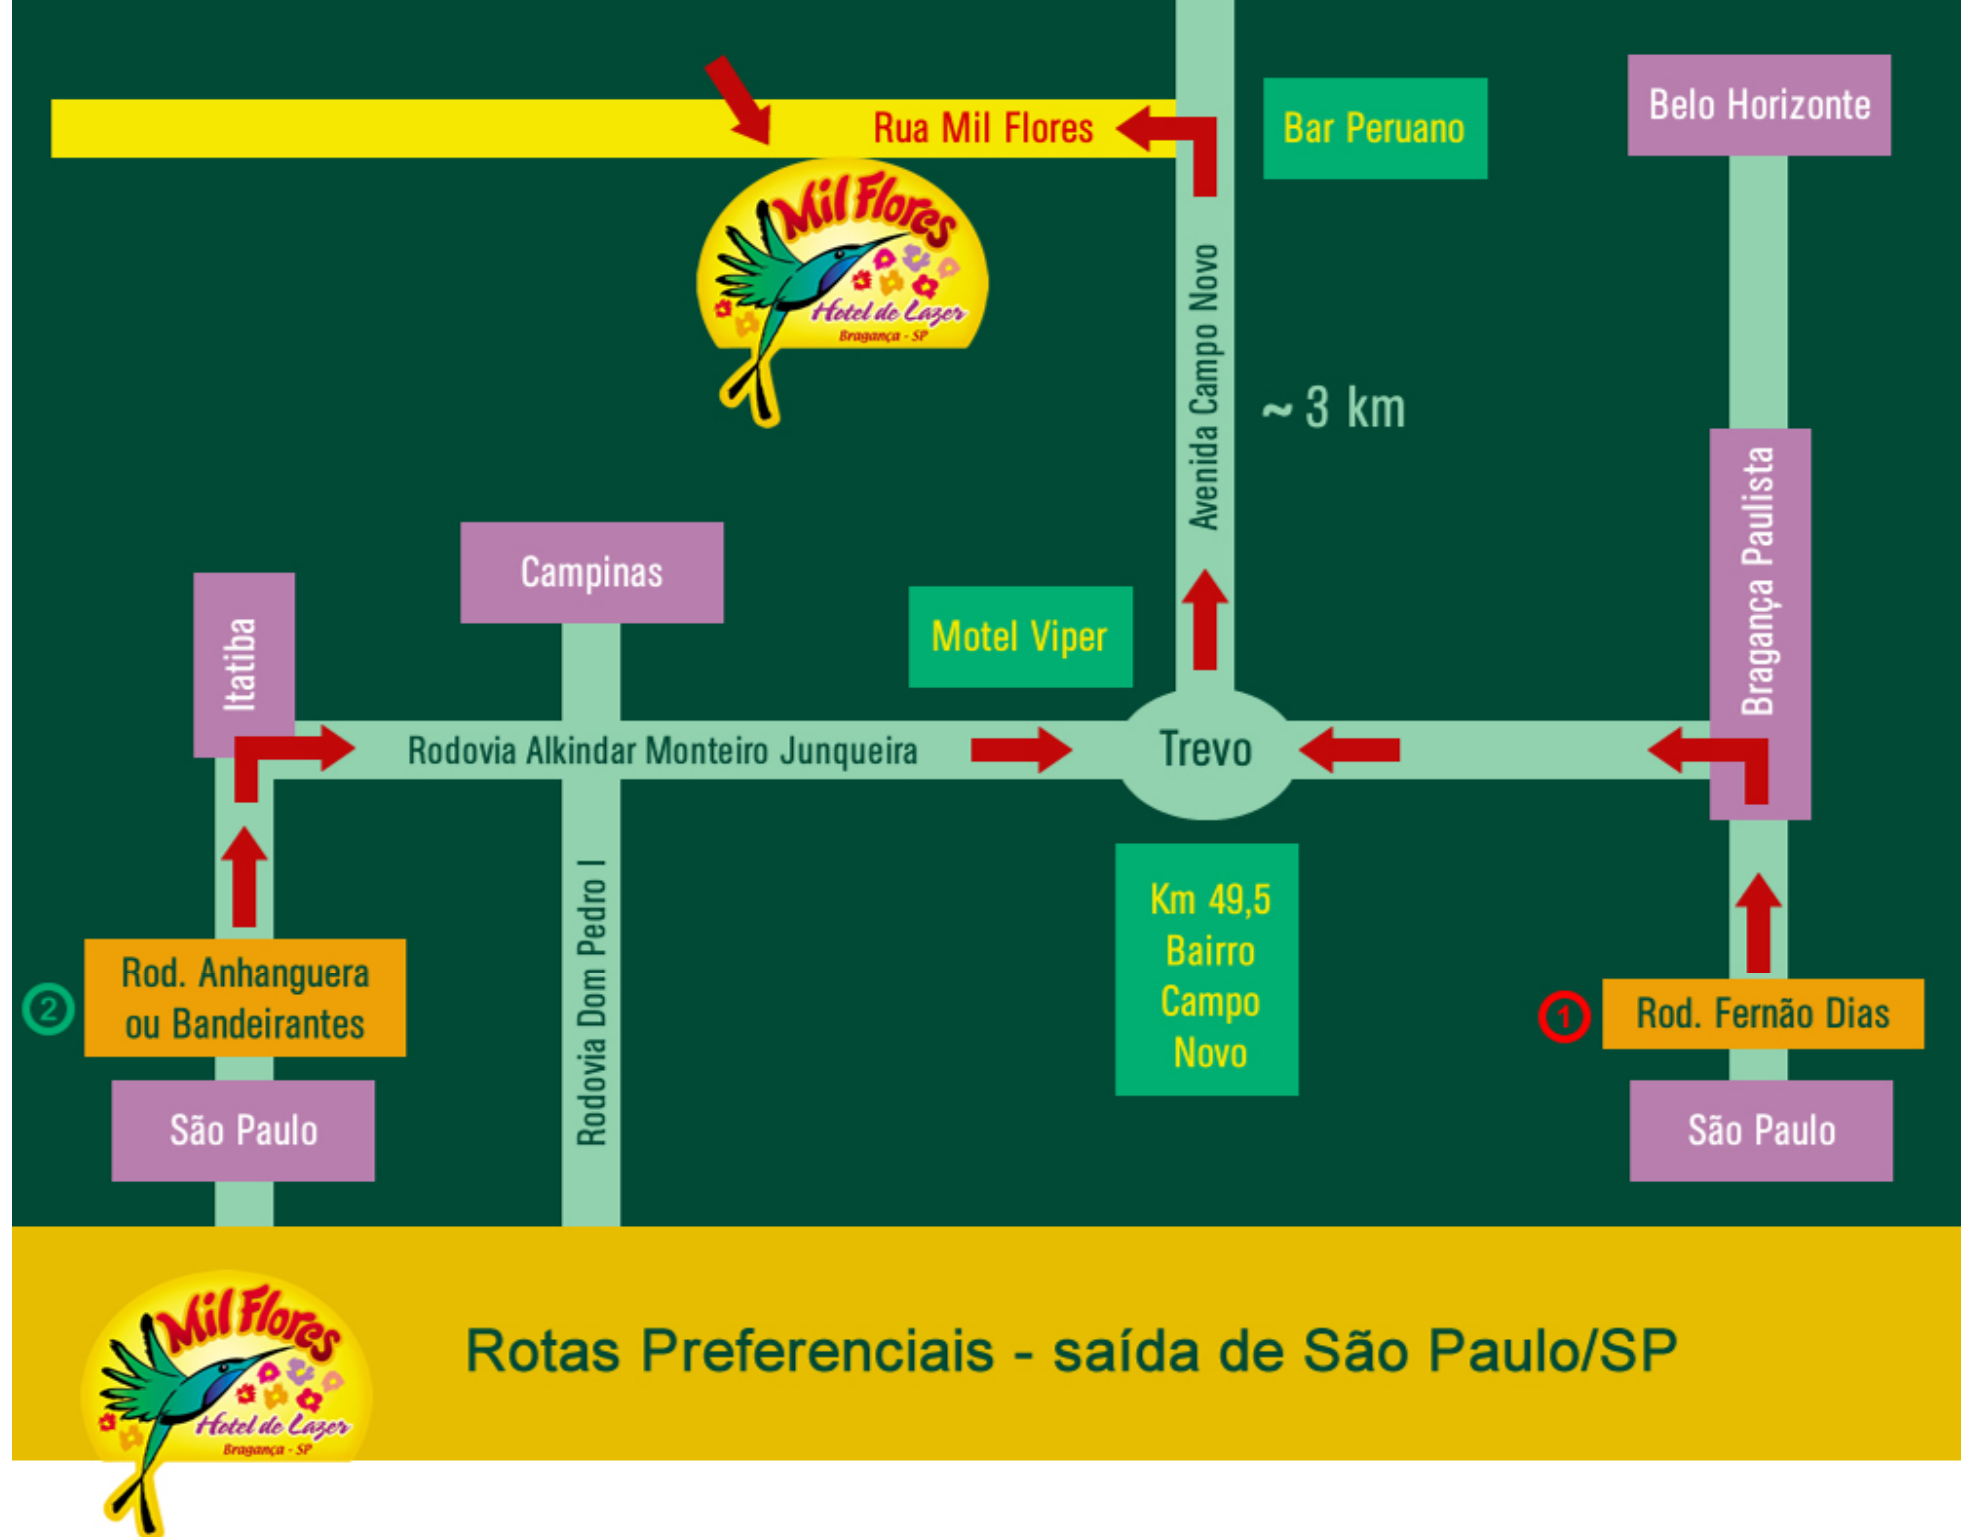 Rua Mil Flores
Bar Peruano
Belo Horizonte
Mil Flores
Hotel de Lazer
Bragança - SP
Avenida Campo Novo
~ 3 km
Bragança Paulista
Campinas
Itatiba
Motel Viper
Rodovia Alkindar Monteiro Junqueira
Trevo
Rodovia Dom Pedro I
Km 49,5
Bairro
Campo
Novo
2
Rod. Anhanguera
ou Bandeirantes
1
Rod. Fernão Dias
São Paulo
São Paulo
Mil Flores
Hotel de Lazer
Bragança - SP
Rotas Preferenciais - saída de São Paulo/SP